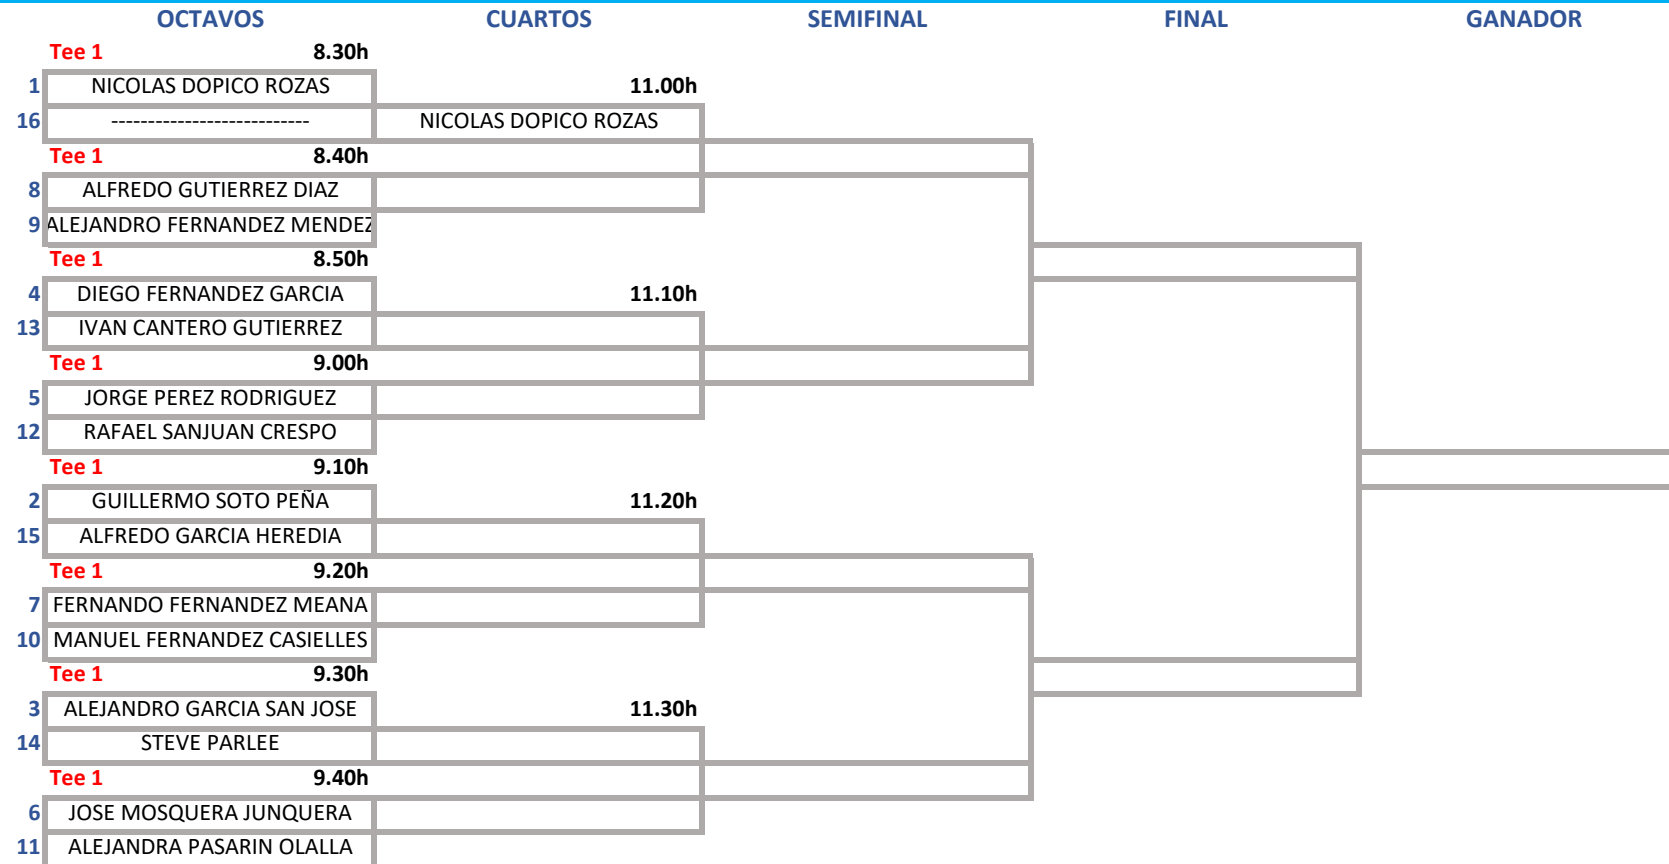 OCTAVOS CUARTOS SEMIFINAL FINAL GANADOR
Tee 1 8.30h
1 NICOLAS DOPICO ROZAS 11.00h
16 --------------------------- NICOLAS DOPICO ROZAS
Tee 1 8.40h
8 ALFREDO GUTIERREZ DIAZ
9 ALEJANDRO FERNANDEZ MENDEZ
Tee 1 8.50h
4 DIEGO FERNANDEZ GARCIA 11.10h
13 IVAN CANTERO GUTIERREZ
Tee 1 9.00h
5 JORGE PEREZ RODRIGUEZ
12 RAFAEL SANJUAN CRESPO
Tee 1 9.10h
2 GUILLERMO SOTO PEÑA 11.20h
15 ALFREDO GARCIA HEREDIA
Tee 1 9.20h
7 FERNANDO FERNANDEZ MEANA
10 MANUEL FERNANDEZ CASIELLES
Tee 1 9.30h
3 ALEJANDRO GARCIA SAN JOSE 11.30h
14 STEVE PARLEE
Tee 1 9.40h
6 JOSE MOSQUERA JUNQUERA
11 ALEJANDRA PASARIN OLALLA